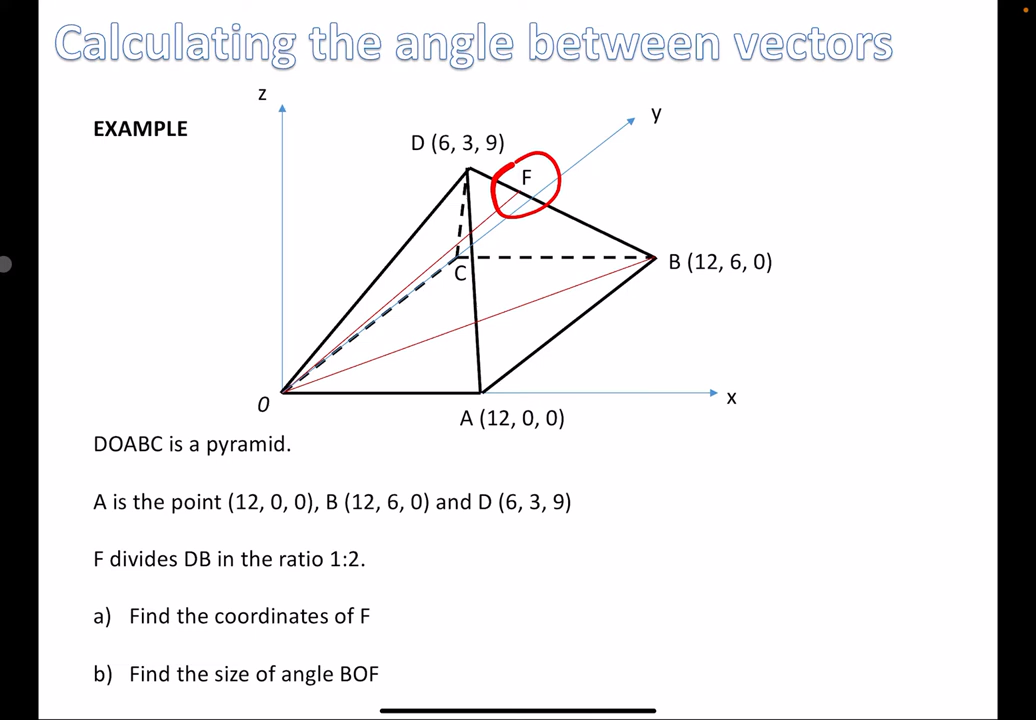 Calculating the angle between vectors
z
y
EXAMPLE
D (6, 3, 9)
F
C
B (12, 6, 0)
x
O
A (12, 0, 0)
DOABC is a pyramid.
A is the point (12, 0, 0), B (12, 6, 0) and D (6, 3, 9)
F divides DB in the ratio 1:2.
a) Find the coordinates of F
b) Find the size of angle BOF